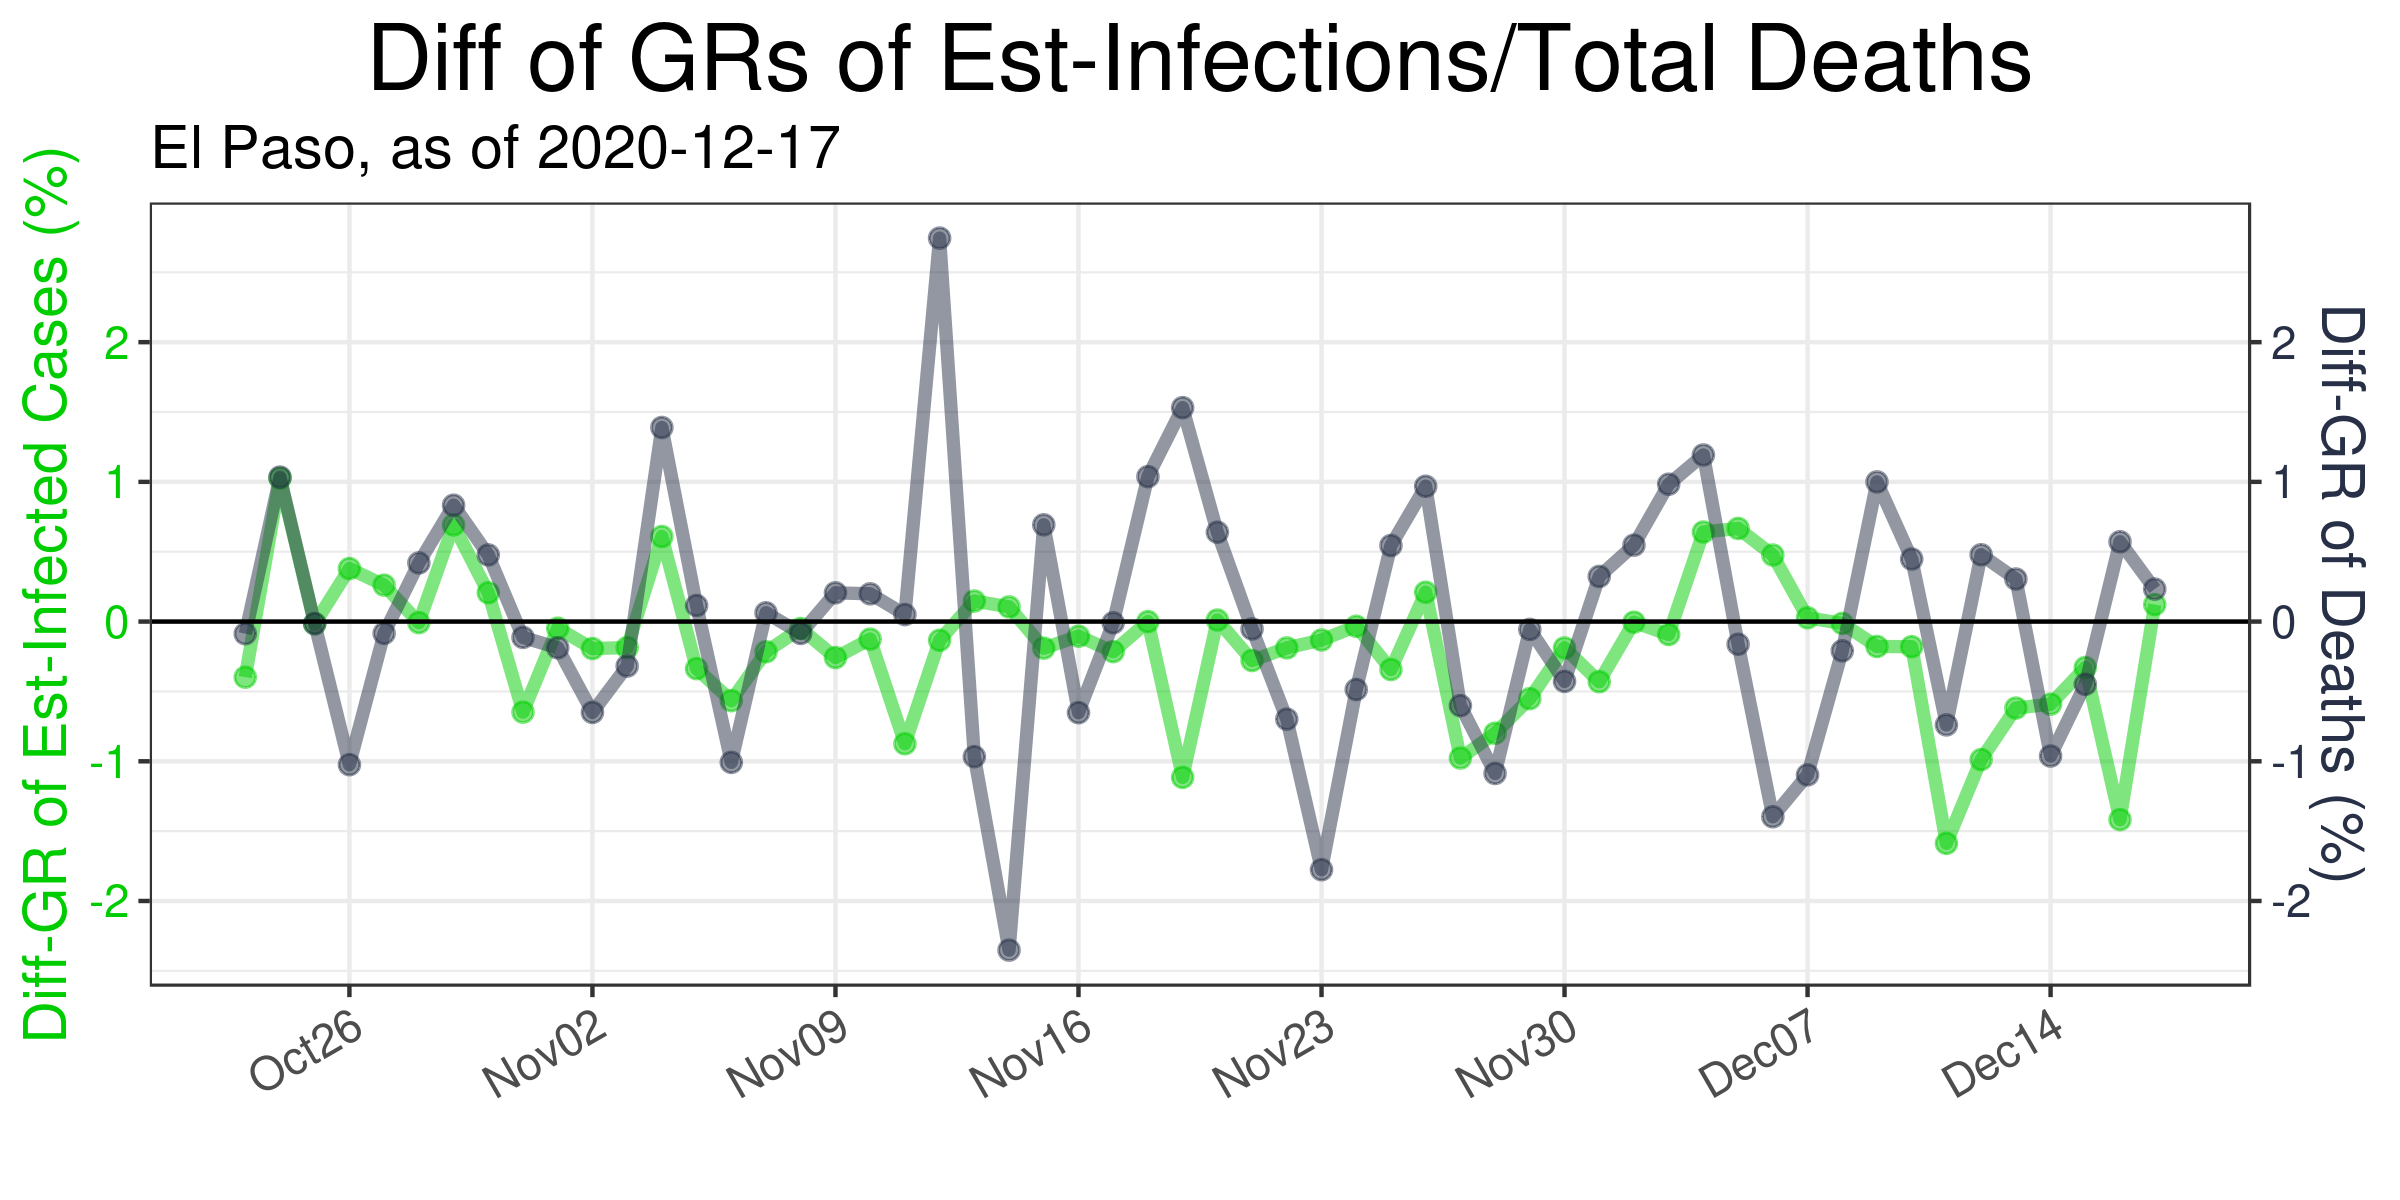 Diff of GRs of Est-Infections/Total Deaths
El Paso, as of 2020-12-17
Diff-GR of Est-Infected Cases (%)
2
1
0
-1
-2
2
1
0
-1
-2
Diff-GR of Deaths (%)
Oct26
Nov02
Nov09
Nov16
Nov23
Nov30
Dec07
Dec14